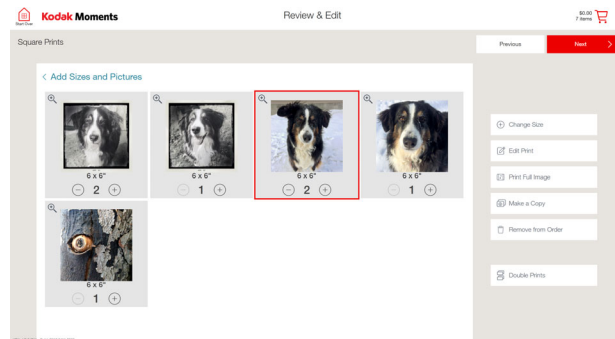 Start Over
Kodak Moments
Review & Edit
$0.00
7 items
Square Prints
Previous
Next
< Add Sizes and Pictures
6 x 6"
2
6 x 6"
1
6 x 6"
2
6 x 6"
1
6 x 6"
1
Change Size
Edit Print
Print Full Image
Make a Copy
Remove from Order
Double Prints